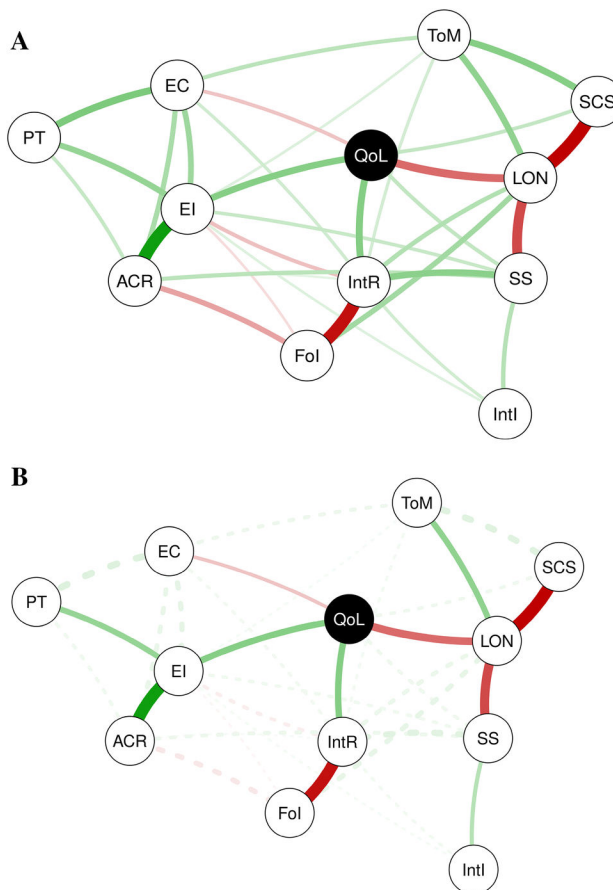 A
ToM
EC
SCS
PT
QoL
LON
EI
ACR
IntR
SS
FoI
IntI
B
ToM
EC
SCS
PT
QoL
LON
EI
ACR
IntR
SS
FoI
IntI